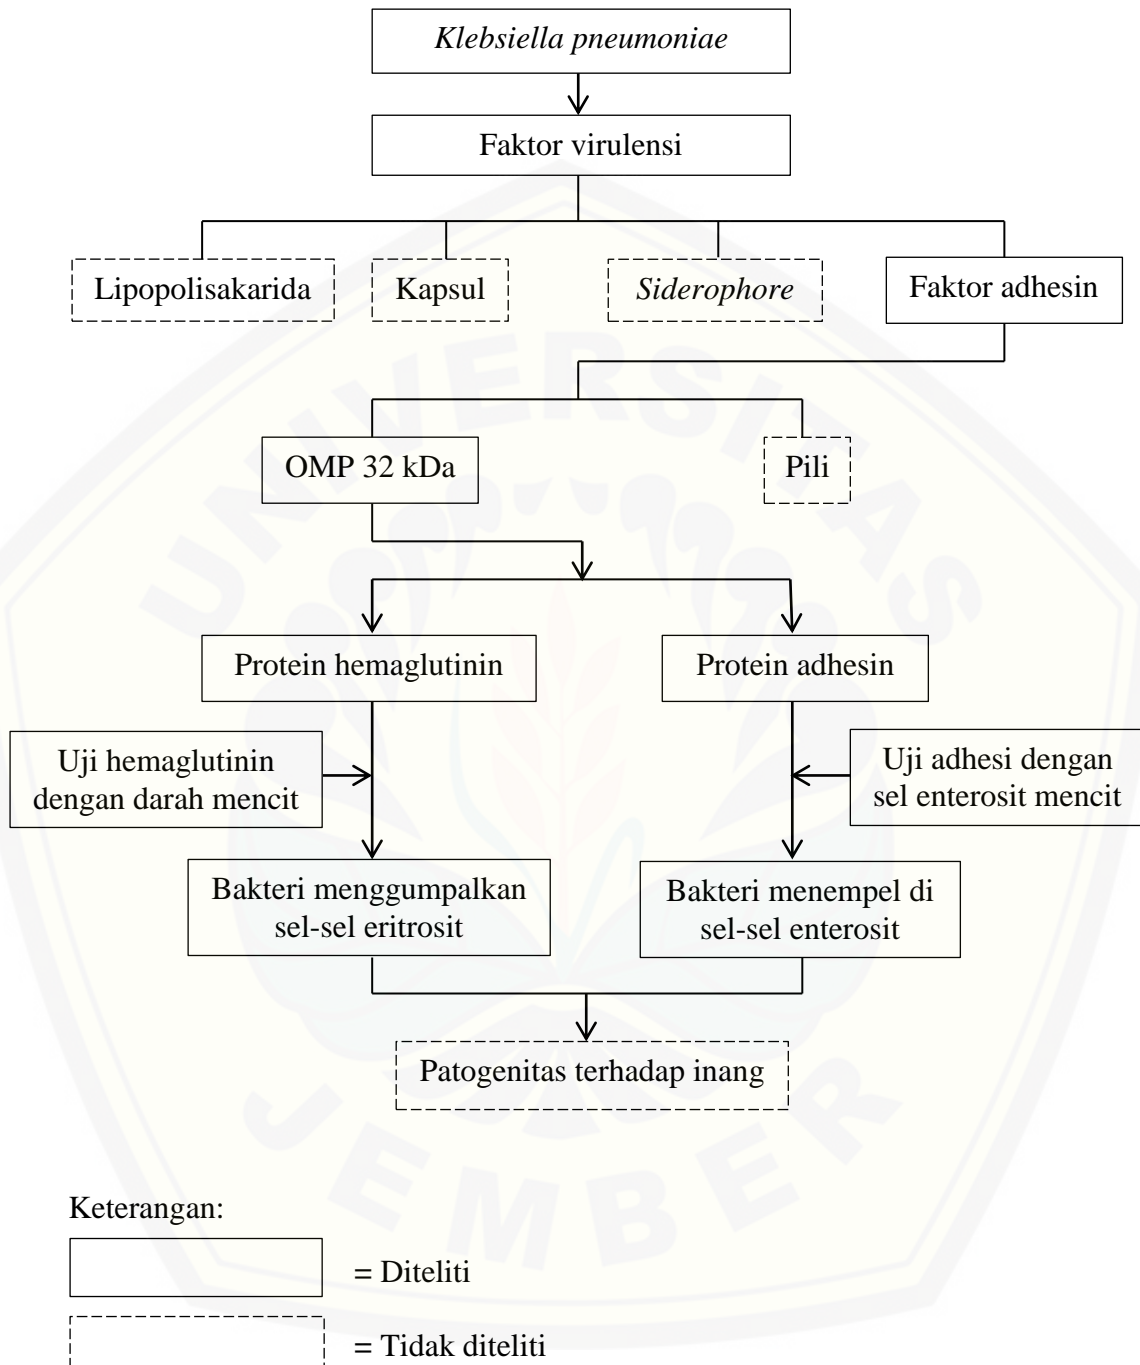 Klebsiella pneumoniae
Faktor virulensi
Lipopolisakarida
Kapsul
Siderophore
Faktor adhesin
OMP 32 kDa
Pili
Protein hemaglutinin
Protein adhesin
Uji hemaglutinin
dengan darah mencit
Uji adhesi dengan
sel enterosit mencit
Bakteri menggumpalkan
sel-sel eritrosit
Bakteri menempel di
sel-sel enterosit
Patogenitas terhadap inang
Keterangan:
= Diteliti
= Tidak diteliti
UNIVERSITAS
JEMBER